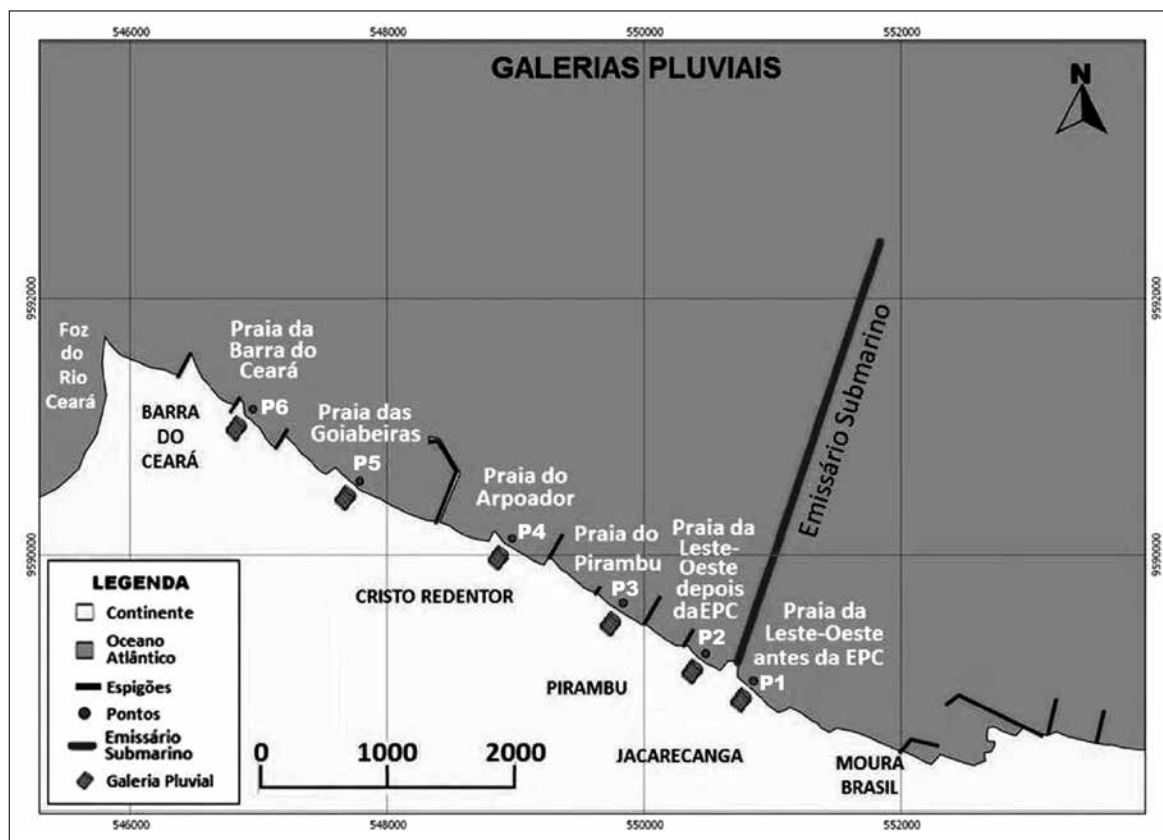 546000
548000
550000
552000
GALERIAS PLUVIAIS
N
9592000
9592000
Foz
do
Rio
Ceará
Praia da
Barra do
Ceará
P6
BARRA
DO
CEARÁ
Praia das
Goiabeiras
P5
Praia do
Arpoador
P4
CRISTO REDENTOR
Praia do
Pirambu
P3
PIRAMBU
Praia da
Leste-
Oeste
depois
da EPC
P2
Emissário Submarino
Praia da
Leste-Oeste
antes da EPC
P1
JACARECANGA
MOURA
BRASIL
9590000
9590000
LEGENDA
Continente
Oceano
Atlântico
Espigões
Pontos
Emissário
Submarino
Galeria Pluvial
0 1000 2000
546000
548000
550000
552000